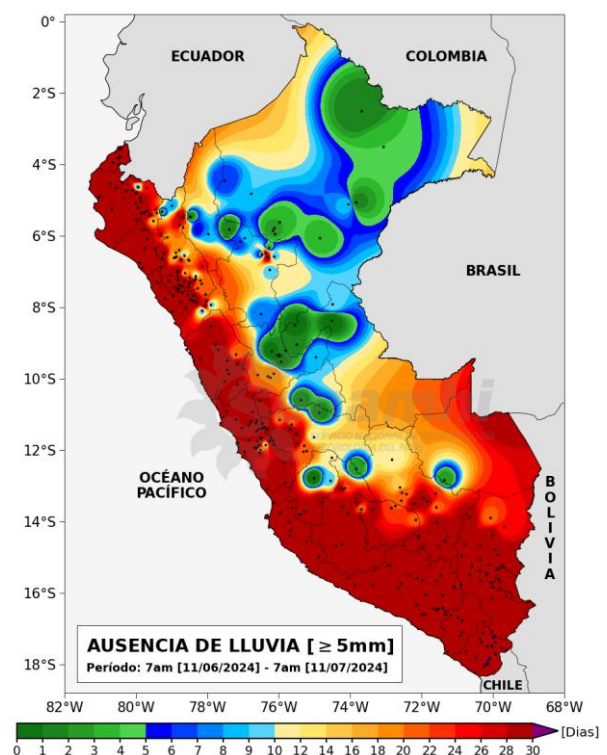 0°
ECUADOR
COLOMBIA
2°S
4°S
6°S
BRASIL
8°S
10°S
12°S
OCÉANO
PACÍFICO
BOLIVIA
14°S
16°S
AUSENCIA DE LLUVIA [ ≥ 5mm]
Período: 7am [11/06/2024] - 7am [11/07/2024]
18°S
CHILE
82°W 80°W 78°W 76°W 74°W 72°W 70°W 68°W
[Dias]
0 1 2 3 4 5 6 7 8 9 10 12 14 16 18 20 22 24 26 28 30